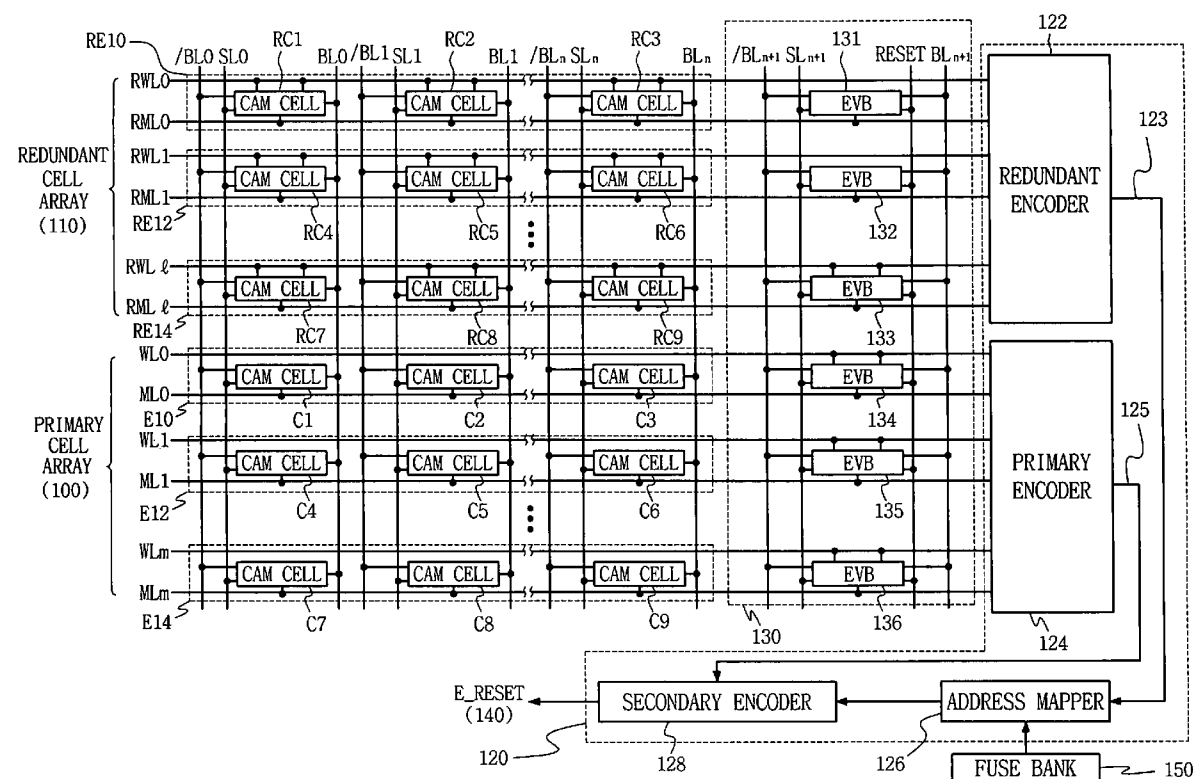 RE10 RC1 RC2 RC3 131 122
/BL0 SL0 BL0 /BL1 SL1 BL1 /BLn SLn BLn /BLn+1 SLn+1 RESET BLn+1
RWL0
CAM CELL CAM CELL CAM CELL EVB
RML0
123
RWL1
REDUNDANT
CELL
ARRAY
(110)
CAM CELL CAM CELL CAM CELL EVB
REDUNDANT
ENCODER
RML1
RE12 RC4 RC5 RC6 132
RWL ℓ
CAM CELL CAM CELL CAM CELL EVB
RML ℓ
RE14 RC7 RC8 RC9 133
WL0
CAM CELL CAM CELL CAM CELL EVB
ML0
E10 C1 C2 C3 134
125
PRIMARY
CELL
ARRAY
(100)
WL1
CAM CELL CAM CELL CAM CELL EVB
PRIMARY
ENCODER
ML1
E12 C4 C5 C6 135
WLm
CAM CELL CAM CELL CAM CELL EVB
MLm
E14 C7 C8 C9 130 136 124
E_RESET
(140)
SECONDARY ENCODER ADDRESS MAPPER
120 128 126
FUSE BANK 150